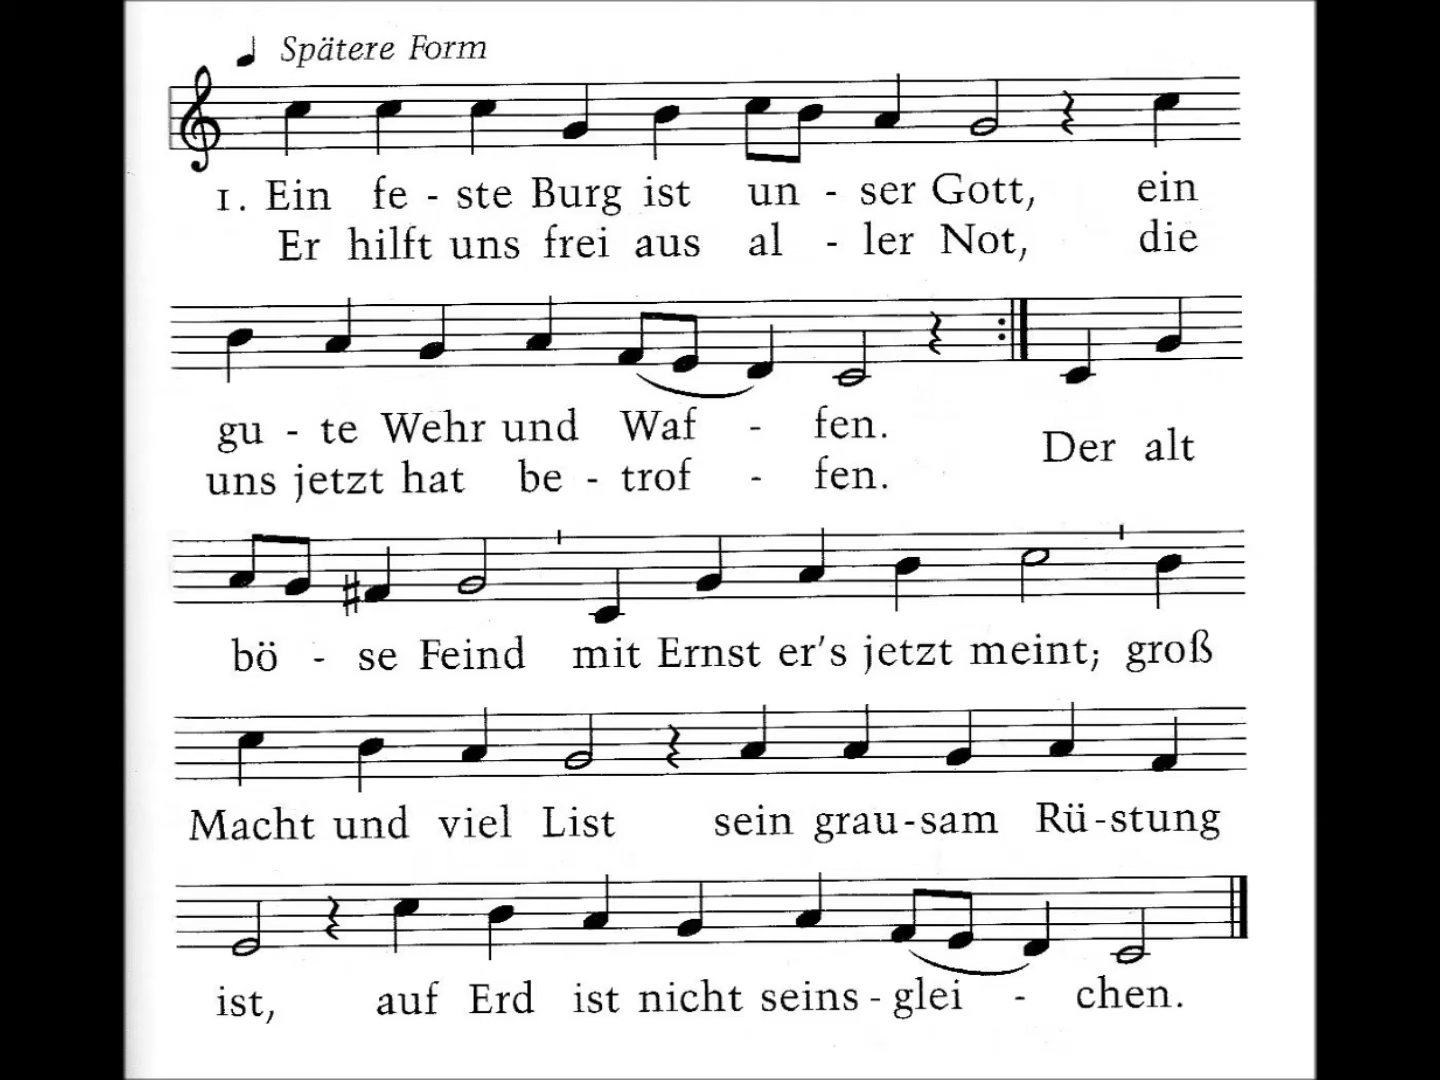 Spätere Form
1. Ein fe - ste Burg ist un - ser Gott, ein
Er hilft uns frei aus al - ler Not, die
gu - te Wehr und Waf - fen.
Der alt
uns jetzt hat be - trof - fen.
bö - se Feind mit Ernst er's jetzt meint; groß
Macht und viel List sein grau-sam Rü-stung
ist, auf Erd ist nicht seins - glei - chen.